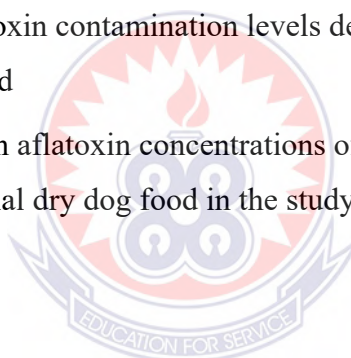 oxin contamination levels de
d
n aflatoxin concentrations o
al dry dog food in the study
EDUCATION FOR SERVICE